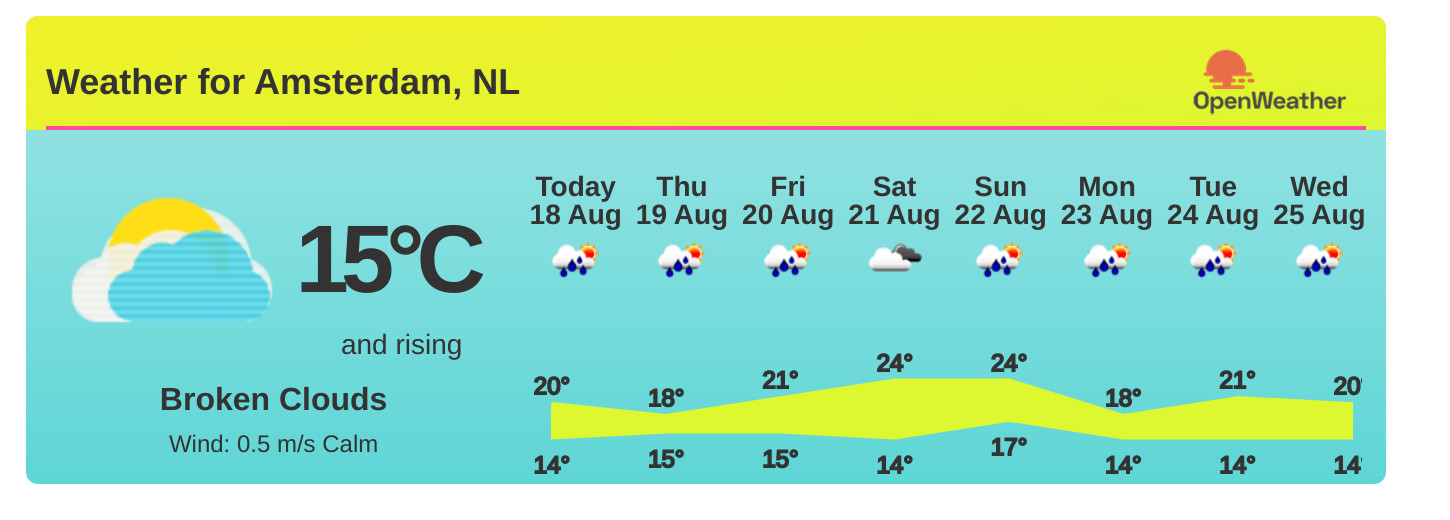 Weather for Amsterdam, NL
OpenWeather
Today Thu Fri Sat Sun Mon Tue Wed
18 Aug 19 Aug 20 Aug 21 Aug 22 Aug 23 Aug 24 Aug 25 Aug
15°C
and rising
Broken Clouds
Wind: 0.5 m/s Calm
20° 18° 21° 24° 24° 18° 21° 20°
14° 15° 15° 14° 17° 14° 14° 14°